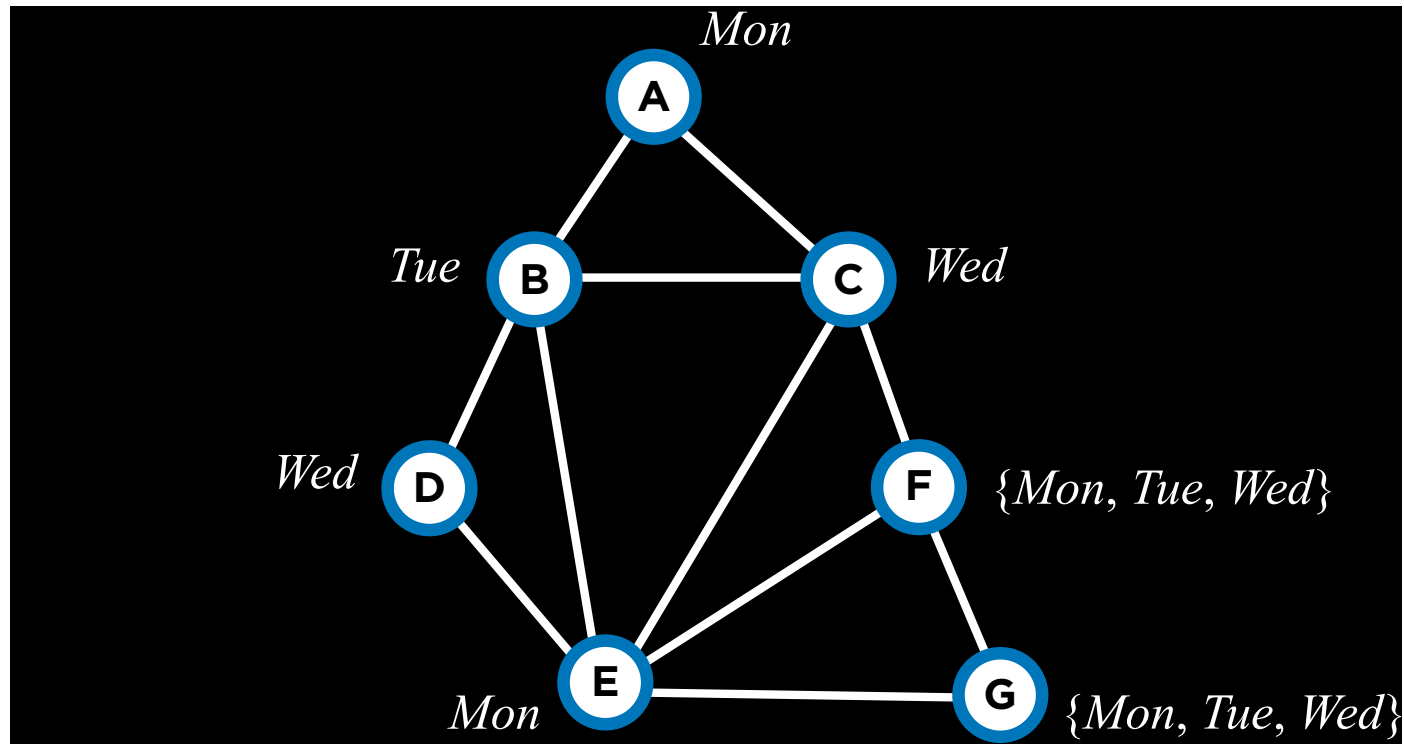 Mon
A
Tue
B
C
Wed
Wed
D
F
{Mon, Tue, Wed}
E
Mon
G
{Mon, Tue, Wed}